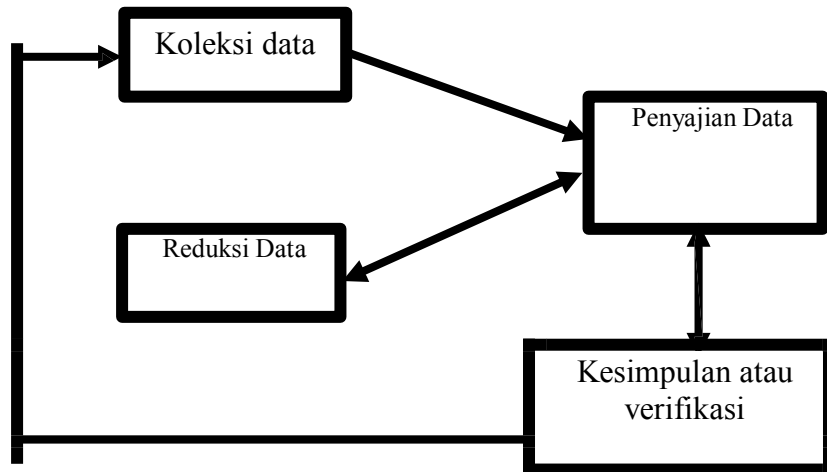 Koleksi data
Penyajian Data
Reduksi Data
Kesimpulan atau
verifikasi